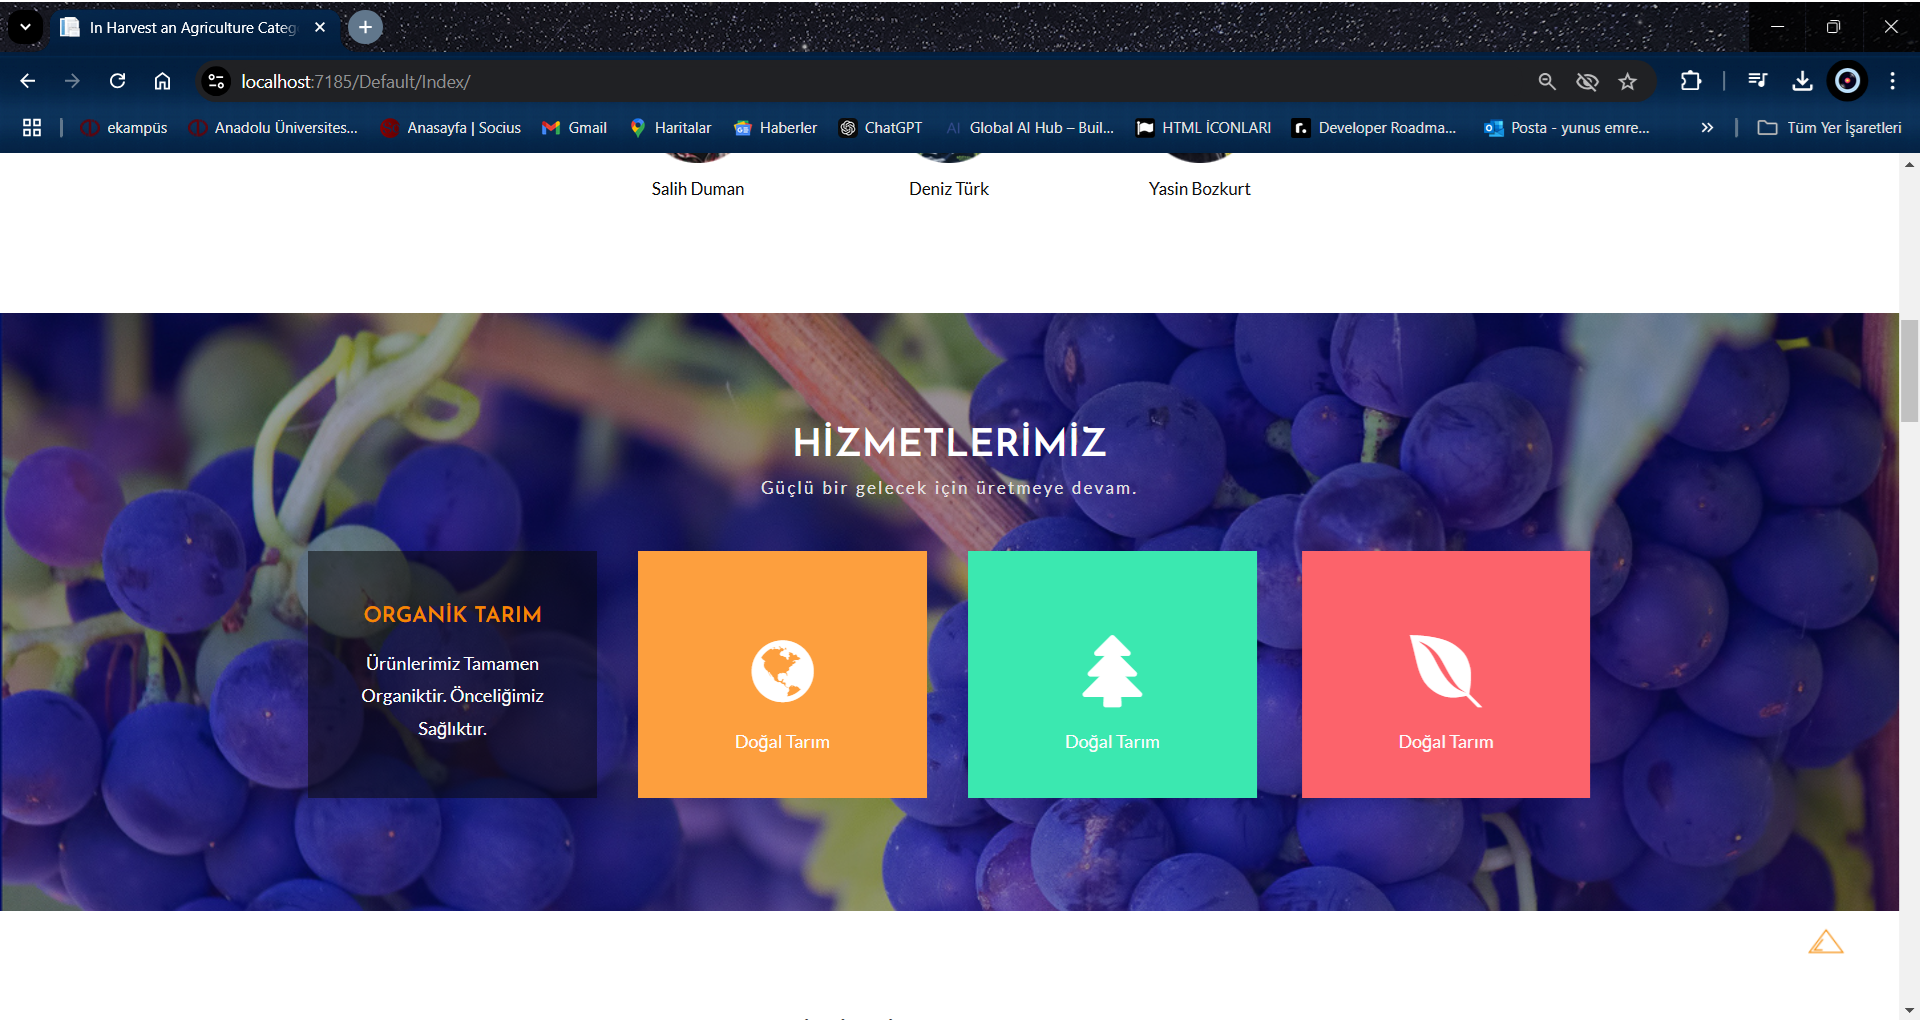 In Harvest an Agriculture Categ
localhost:7185/Default/Index/
ekampüs
Anadolu Üniversites...
Anasayfa | Socius
Gmail
Haritalar
Haberler
ChatGPT
AI Global AI Hub – Buil...
HTML İCONLARI
r. Developer Roadma...
Posta - yunus emre...
Tüm Yer İşaretleri
Salih Duman
Deniz Türk
Yasin Bozkurt
HİZMETLERİMİZ
Güçlü bir gelecek için üretmeye devam.
ORGANİK TARIM
Ürünlerimiz Tamamen
Organiktir. Önceliğimiz
Sağlıktır.
Doğal Tarım
Doğal Tarım
Doğal Tarım